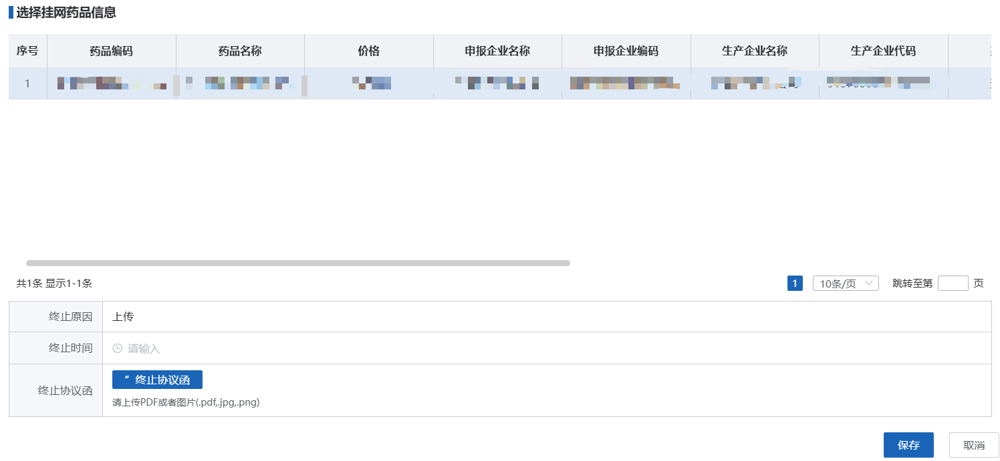 选择挂网药品信息
序号 药品编码 药品名称 价格 申报企业名称 申报企业编码 生产企业名称 生产企业代码
1
共1条 显示1-1条 1 10条/页 跳转至第 页
终止原因 上传
终止时间 请输入
终止协议函 “ 终止协议函
请上传PDF或者图片(.pdf,.jpg,.png)
保存 取消